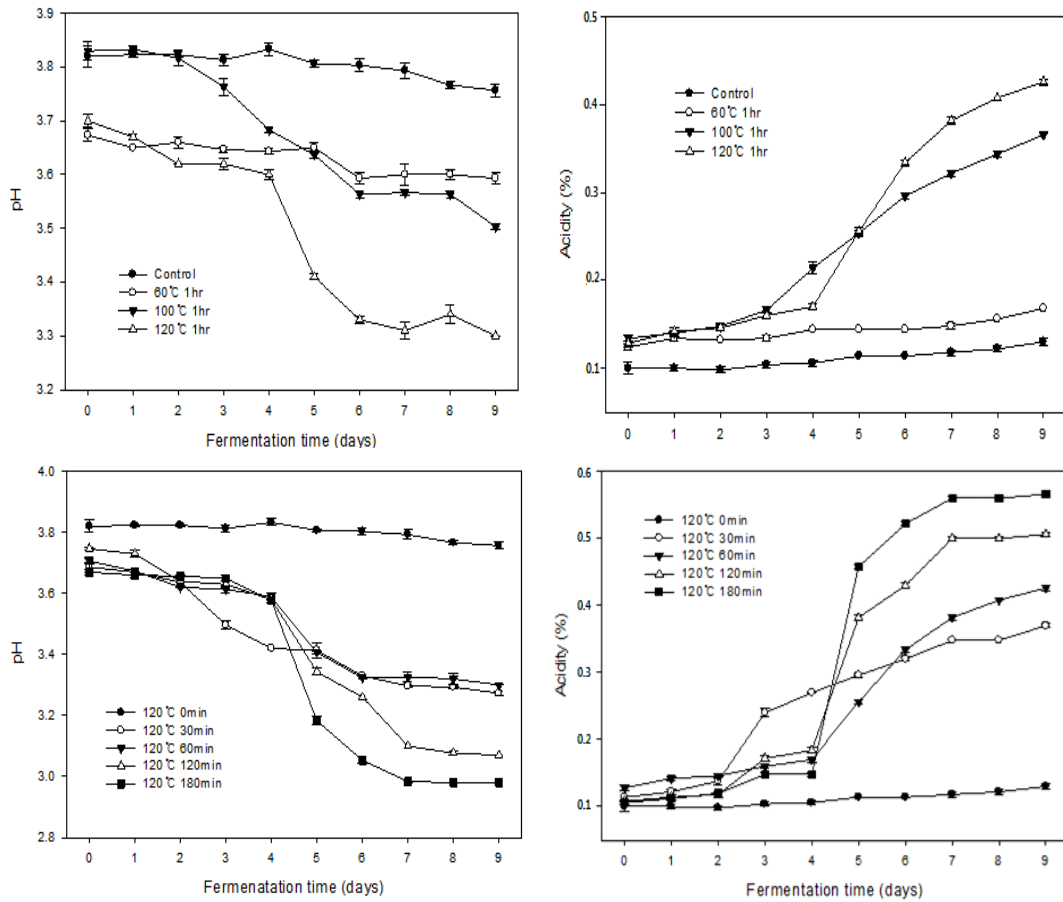 3.9
3.8
3.7
3.6
3.5
3.4
3.3
3.2
pH
Control
60℃ 1hr
100℃ 1hr
120℃ 1hr
0 1 2 3 4 5 6 7 8 9
Fermentation time (days)
0.5
0.4
0.3
0.2
0.1
Acidity (%)
Control
60℃ 1hr
100℃ 1hr
120℃ 1hr
0 1 2 3 4 5 6 7 8 9
Fermentation time (days)
4.0
3.8
3.6
3.4
3.2
3.0
2.8
pH
120℃ 0min
120℃ 30min
120℃ 60min
120℃ 120min
120℃ 180min
0 1 2 3 4 5 6 7 8 9
Fermenatation time (days)
0.6
0.5
0.4
0.3
0.2
0.1
Acidity (%)
120℃ 0min
120℃ 30min
120℃ 60min
120℃ 120min
120℃ 180min
0 1 2 3 4 5 6 7 8 9
Fermentation time (days)